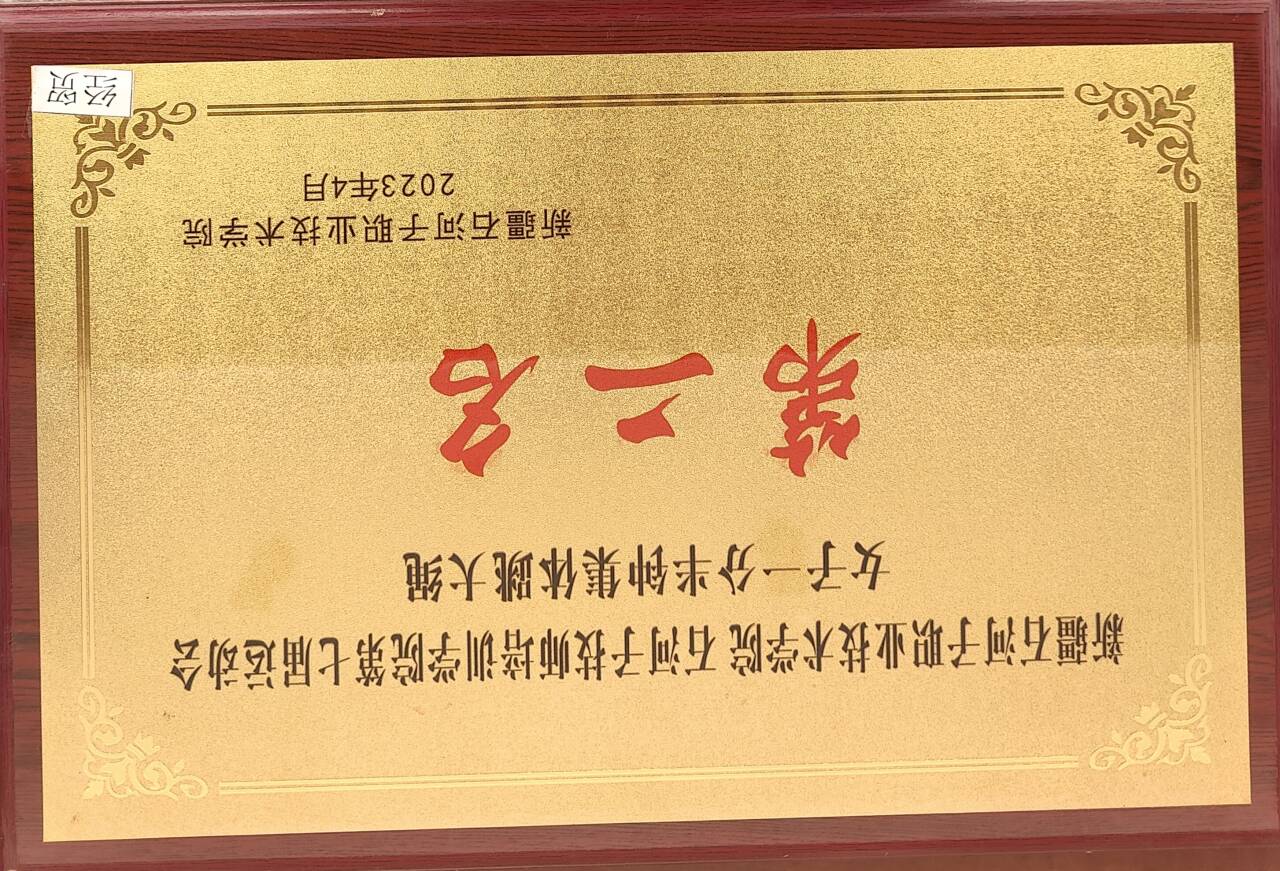 新疆石河子职业技术学院 石河子技师培训学院第七届运动会
女子一分半钟集体跳大绳
第二名
新疆石河子职业技术学院
2023年4月
经贸